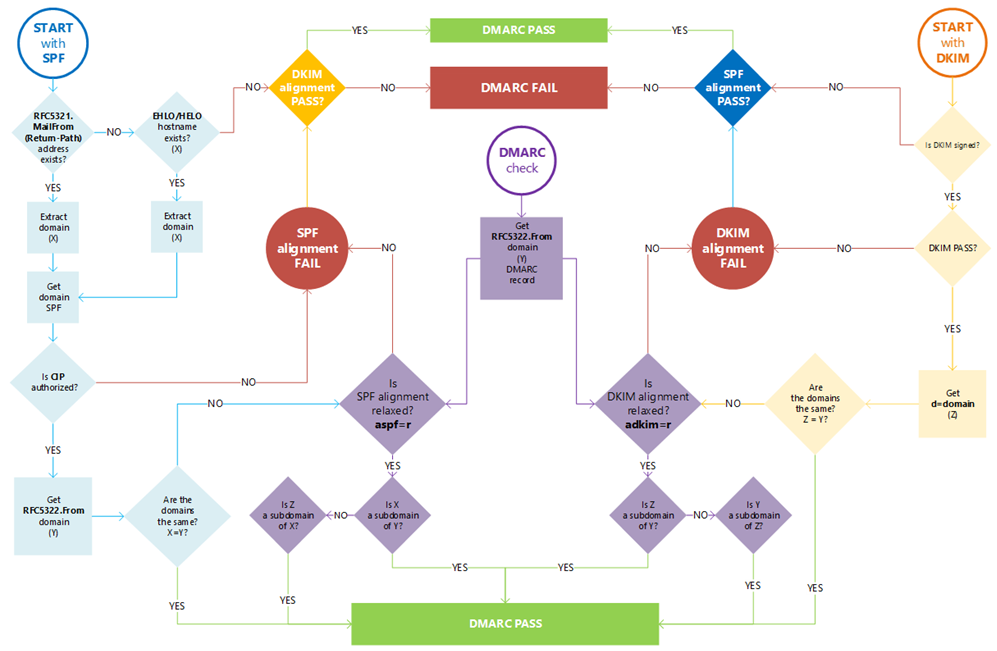 START
with
SPF
YES
DMARC PASS
YES
START
with
DKIM
DKIM
alignment
PASS?
NO
NO
DMARC FAIL
NO
SPF
alignment
PASS?
NO
RFC5321.
MailFrom
(Return-Path)
address
exists?
NO
EHLO/HELO
hostname
exists?
(X)
DMARC
check
Is DKIM signed?
YES
YES
YES
Extract
domain
(X)
Extract
domain
(X)
SPF
alignment
FAIL
NO
Get
RFC5322.From
domain
(Y)
DMARC
record
NO
DKIM
alignment
FAIL
NO
DKIM PASS?
Get
domain
SPF
YES
Is CIP
authorized?
NO
Is
SPF alignment
relaxed?
aspf=r
Is
DKIM alignment
relaxed?
adkim=r
NO
Are
the domains
the same?
Z = Y?
Get
d=domain
(Z)
NO
YES
YES
YES
Get
RFC5322.From
domain
(Y)
Are the
domains
the same?
X=Y?
Is Z
a subdomain
of X?
NO
Is X
a subdomain
of Y?
Is Z
a subdomain
of Y?
NO
Is Y
a subdomain
of Z?
YES
YES
YES
YES
YES
YES
DMARC PASS